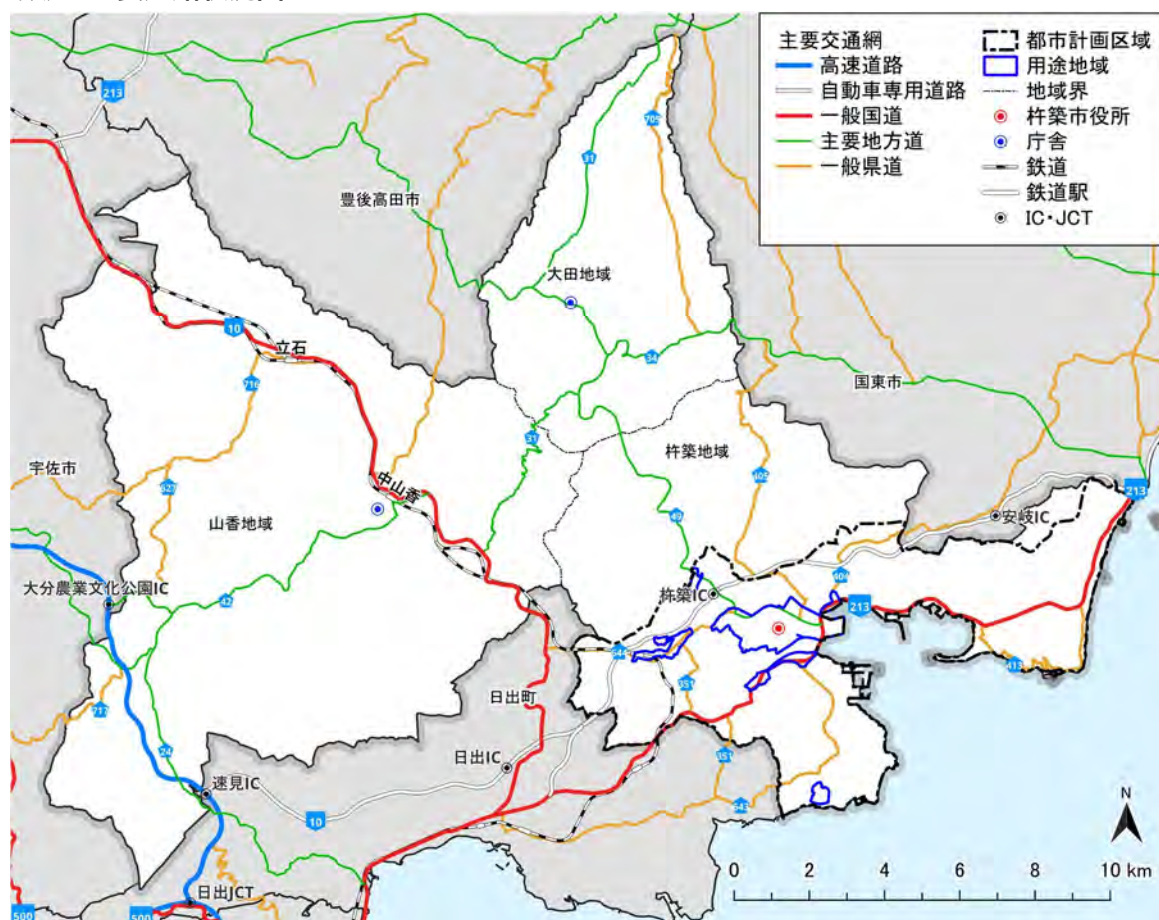 主要交通網
高速道路
自動車専用道路
一般国道
主要地方道
一般県道
都市計画区域
用途地域
地域界
杵築市役所
庁舎
鉄道
鉄道駅
IC・JCT
213
705
31
豊後高田市
大田地域
10
立石
34
716
国東市
31
杵築地域
宇佐市
中山香
627
405
213
山香地域
49
安岐IC
大分農業文化公園IC
42
杵築IC
404
213
644
351
413
717
日出町
24
日出IC
351
速見IC
643
10
N
0
2
4
6
8
10 km
日出JCT
500
500